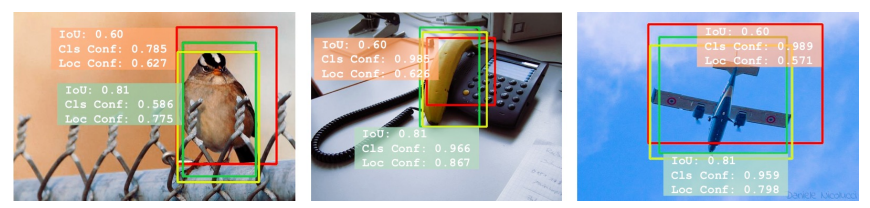 IoU: 0.60
Cls Conf: 0.785
Loc Conf: 0.627
IoU: 0.81
Cls Conf: 0.586
Loc Conf: 0.775
IoU: 0.60
Cls Conf: 0.985
Loc Conf: 0.626
IoU: 0.81
Cls Conf: 0.966
Loc Conf: 0.867
IoU: 0.60
Cls Conf: 0.989
Loc Conf: 0.571
IoU: 0.81
Cls Conf: 0.959
Loc Conf: 0.798